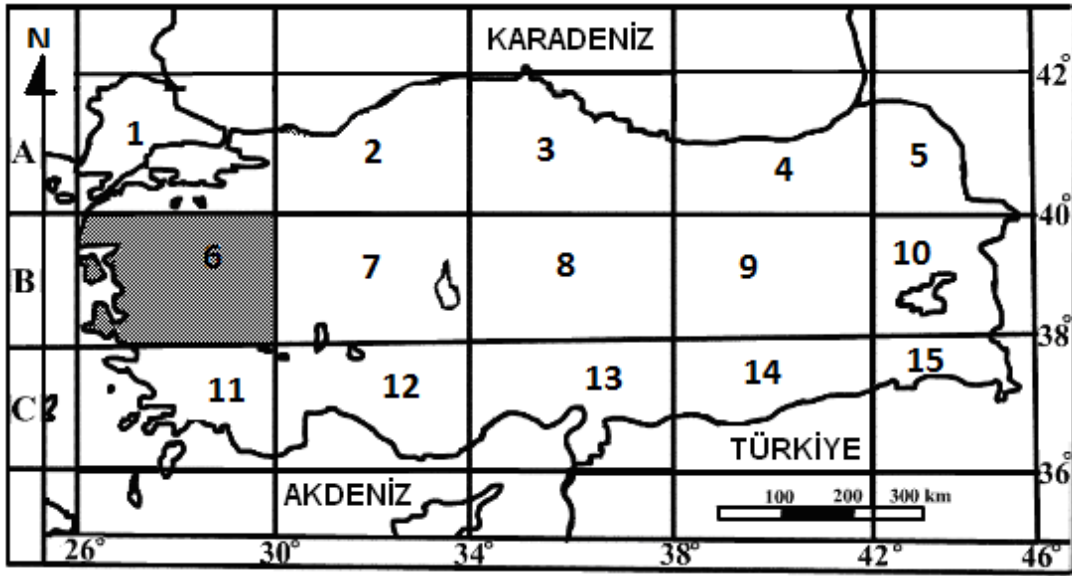 N
KARADENİZ
42°
A 1 2 3 4 5
40°
B 6 7 8 9 10
38°
C 11 12 13 14 15
TÜRKİYE
36°
AKDENİZ
100 200 300 km
26° 30° 34° 38° 42° 46°